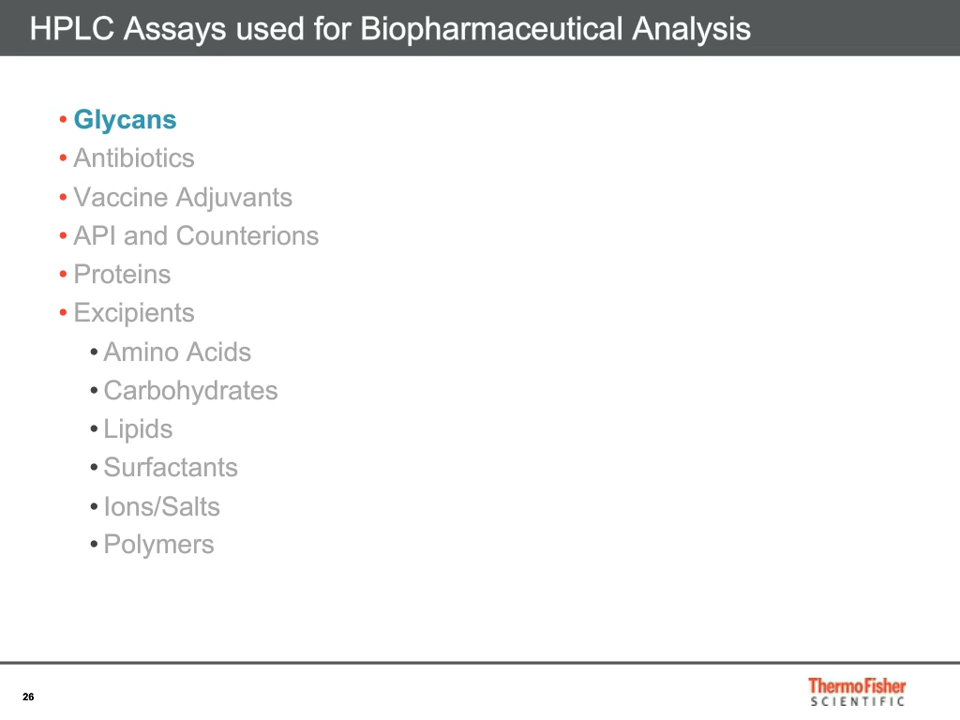 HPLC Assays used for Biopharmaceutical Analysis
• Glycans
• Antibiotics
• Vaccine Adjuvants
• API and Counterions
• Proteins
• Excipients
• Amino Acids
• Carbohydrates
• Lipids
• Surfactants
• Ions/Salts
• Polymers
26
ThermoFisher
SCIENTIFIC